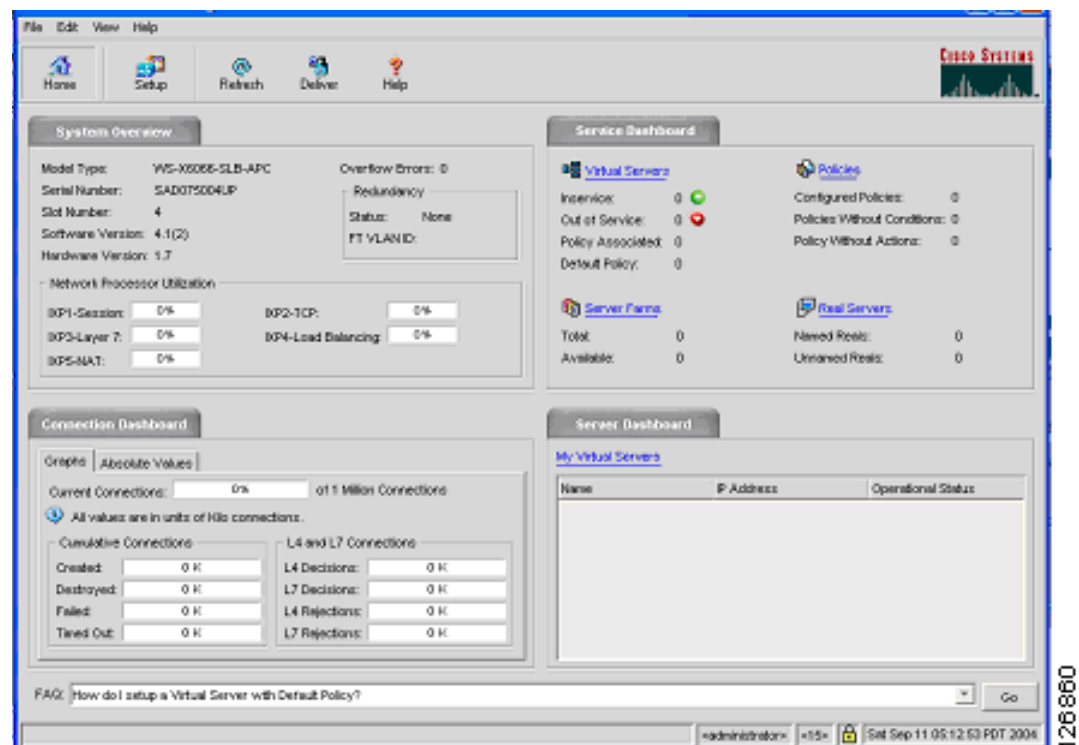 File Edit View Help
Home Setup Refresh Deliver Help
CISCO SYSTEMS
System Overview
Model Type: WS-X6066-SLB-APC Overflow Errors: 0
Serial Number: SAD075004UP
Redundancy
Slot Number: 4
Status: None
Software Version: 4.1(2)
FT VLAN ID:
Hardware Version: 1.7
Network Processor Utilization
IXP1-Session: 0% IXP2-TCP: 0%
IXP3-Layer 7: 0% IXP4-Load Balancing: 0%
IXP5-NAT: 0%
Service Dashboard
Virtual Servers
Inservice: 0
Out of Service: 0
Policy Associated: 0
Default Policy: 0
Policies
Configured Policies: 0
Policies Without Conditions: 0
Policy Without Actions: 0
Server Farms
Total: 0
Available: 0
Real Servers
Named Reals: 0
Unnamed Reals: 0
Connection Dashboard
Graphs Absolute Values
Current Connections: 0% of 1 Million Connections
All values are in units of Kilo connections.
Cumulative Connections
Created: 0 K
Destroyed: 0 K
Failed: 0 K
Timed Out: 0 K
L4 and L7 Connections
L4 Decisions: 0 K
L7 Decisions: 0 K
L4 Rejections: 0 K
L7 Rejections: 0 K
Server Dashboard
My Virtual Servers
Name IP Address Operational Status
FAQ: How do I setup a Virtual Server with Default Policy? Go
<administrator> <15> Sat Sep 11 05:12:53 PDT 2004
126860